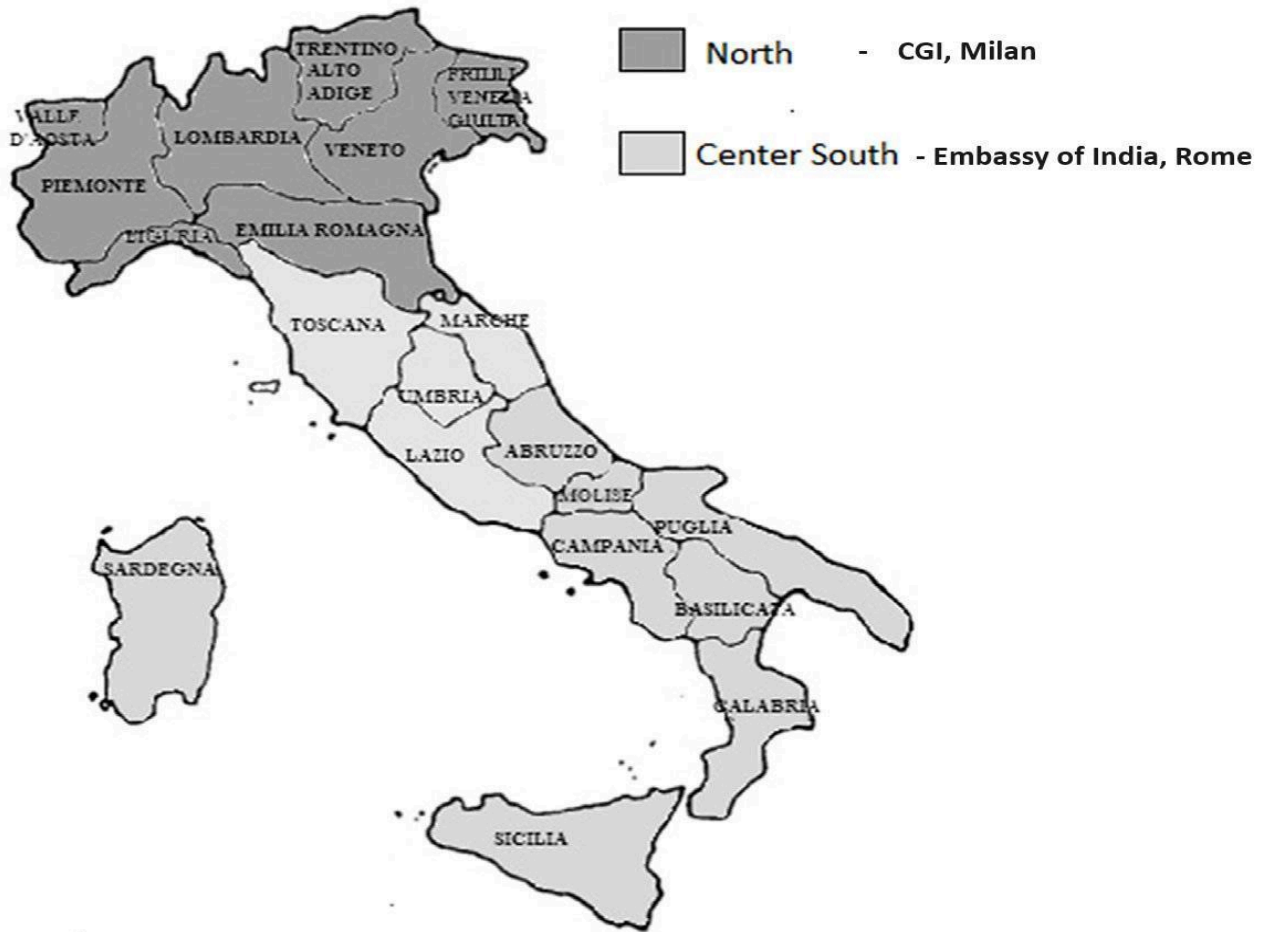 North - CGI, Milan
Center South - Embassy of India, Rome
TRENTINO
ALTO
ADIGE
FRIULI
VENEZIA
GIULIA
VALLE
D'AOSTA
LOMBARDIA
VENETO
PIEMONTE
LIGURIA
EMILIA ROMAGNA
TOSCANA
MARCHE
UMBRIA
LAZIO
ABRUZZO
MOLISE
PUGLIA
CAMPANIA
SARDEGNA
BASILICATA
CALABRIA
SICILIA